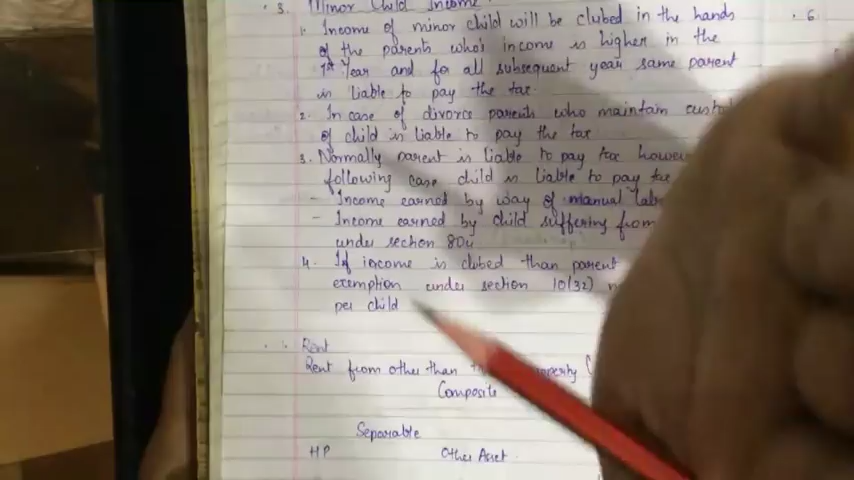 3. Minor Child Income
1. Income of minor child will be clubed in the hands
of the parents who's income is higher in the
1st Year and for all subsequent year same parent
is liable to pay the tax.
2. In case of divorce parents who maintain
of child is liable to pay the tax
3. Normally parent is liable to pay tax
following case child is liable to pay tax
- Income earned by way of manual
- Income earned by child suffering from
under section 80u
4. If income is clubed than parent
exemption under section 10(32)
per child
Rent
Rent from other than
Composite
Separable
HP Other Asset
6